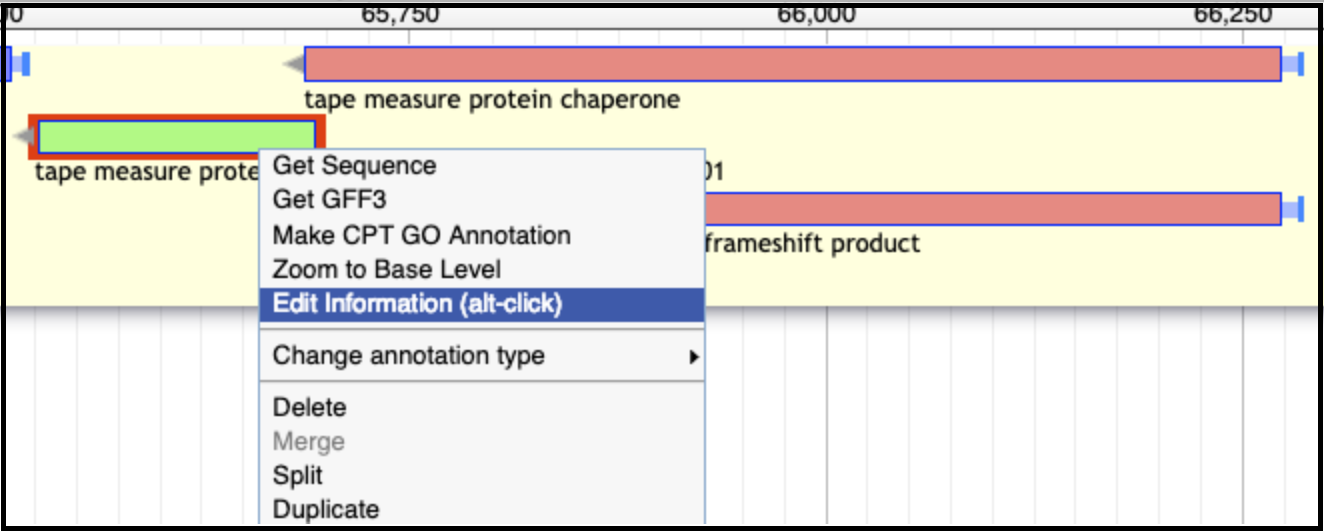 00 65,750 66,000 66,250
tape measure protein chaperone
tape measure prote 01
frameshift product
Get Sequence
Get GFF3
Make CPT GO Annotation
Zoom to Base Level
Edit Information (alt-click)
Change annotation type
Delete
Merge
Split
Duplicate